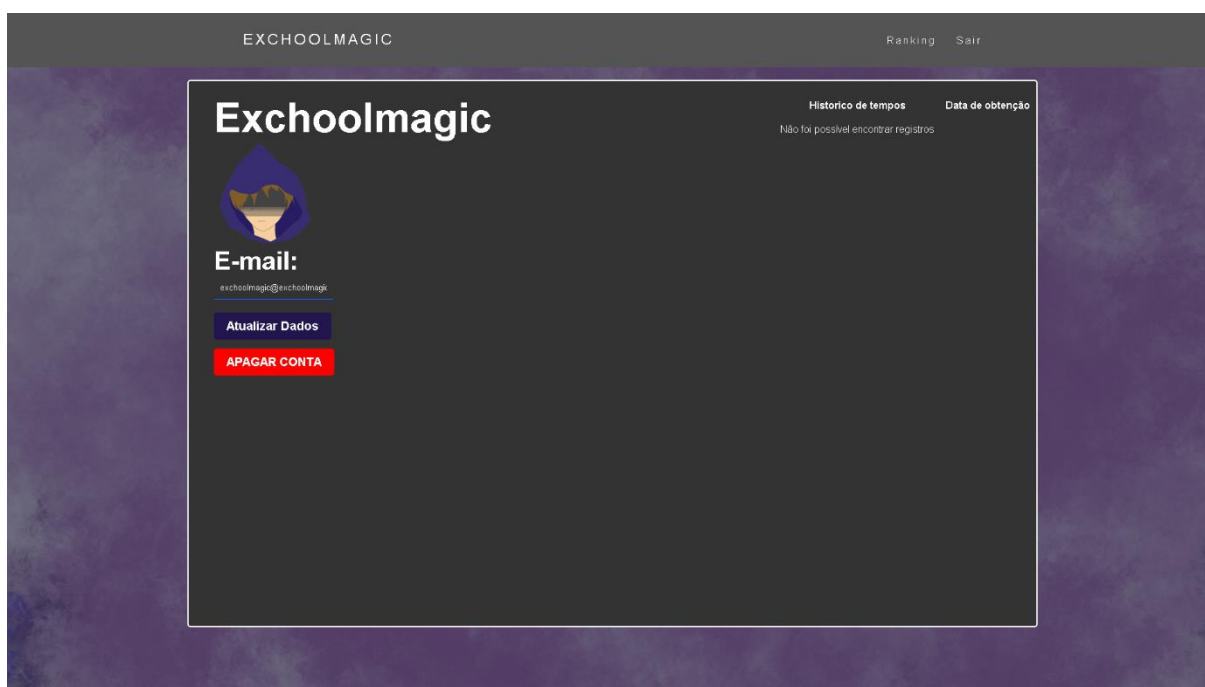 EXCHOOLMAGIC
Ranking Sair
Exchoolmagic
Historico de tempos Data de obtenção
Não foi possível encontrar registros
E-mail:
exchoolmagic@exchoolmagic
Atualizar Dados
APAGAR CONTA